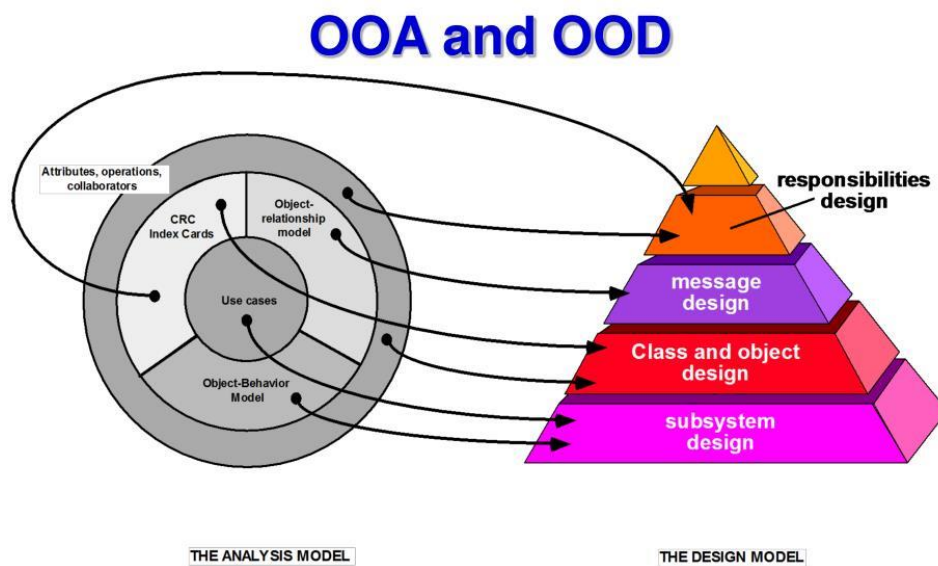 OOA and OOD
Attributes, operations,
collaborators
CRC
Index Cards
Object-
relationship
model
Use cases
Object-Behavior
Model
responsibilities
design
message
design
Class and object
design
subsystem
design
THE ANALYSIS MODEL
THE DESIGN MODEL